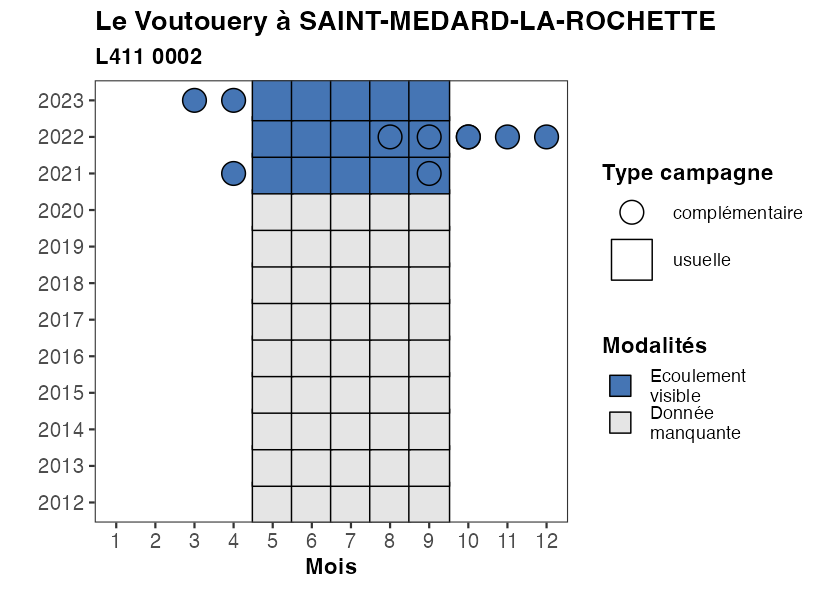 Le Voutouery à SAINT-MEDARD-LA-ROCHETTE
L411 0002
2023
2022
2021
2020
2019
2018
2017
2016
2015
2014
2013
2012
1 2 3 4 5 6 7 8 9 10 11 12
Mois
Type campagne
complémentaire
usuelle
Modalités
Ecoulement
visible
Donnée
manquante